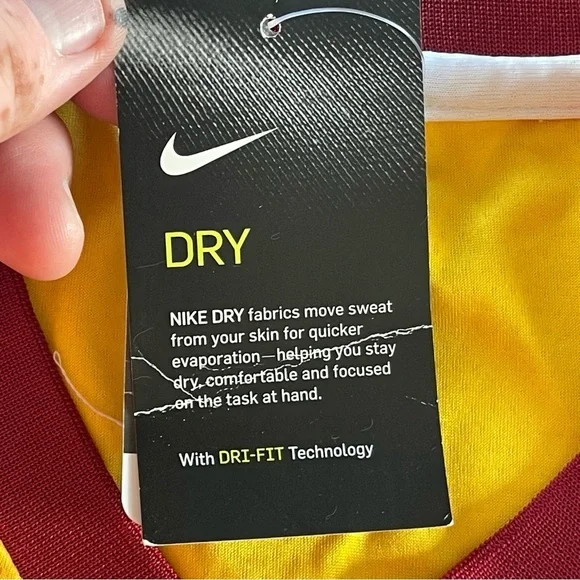 DRY
NIKE DRY fabrics move sweat
from your skin for quicker
evaporation—helping you stay
dry, comfortable and focused
on the task at hand.
With DRI-FIT Technology